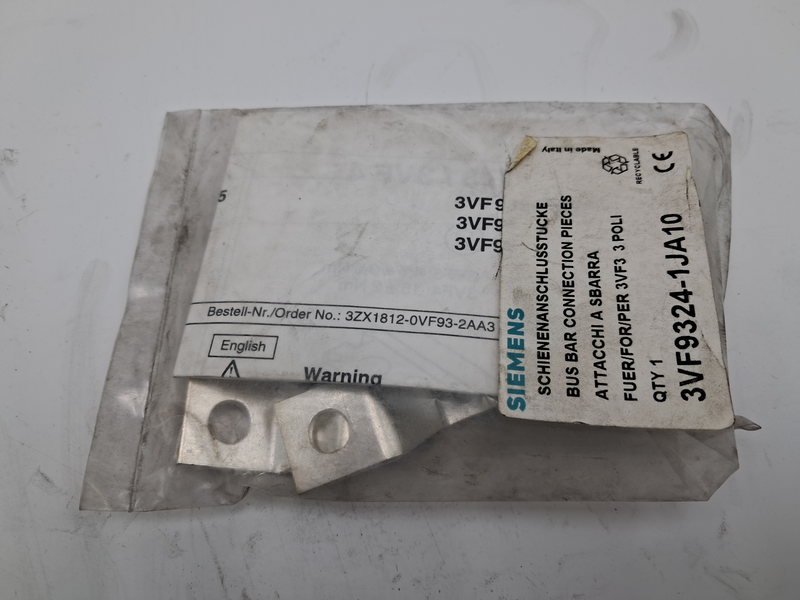 5
3VF9
3VF9
3VF9
Bestell-Nr./Order No.: 3ZX1812-0VF93-2AA3
English
Warning
Made in Italy
RECYCLABLE
CE
SIEMENS
SCHIENENANSCHLUSSTUCKE
BUS BAR CONNECTION PIECES
ATTACCHI A SBARRA
FUER/FOR/PER 3VF3 3 POLI
QTY 1
3VF9324-1JA10